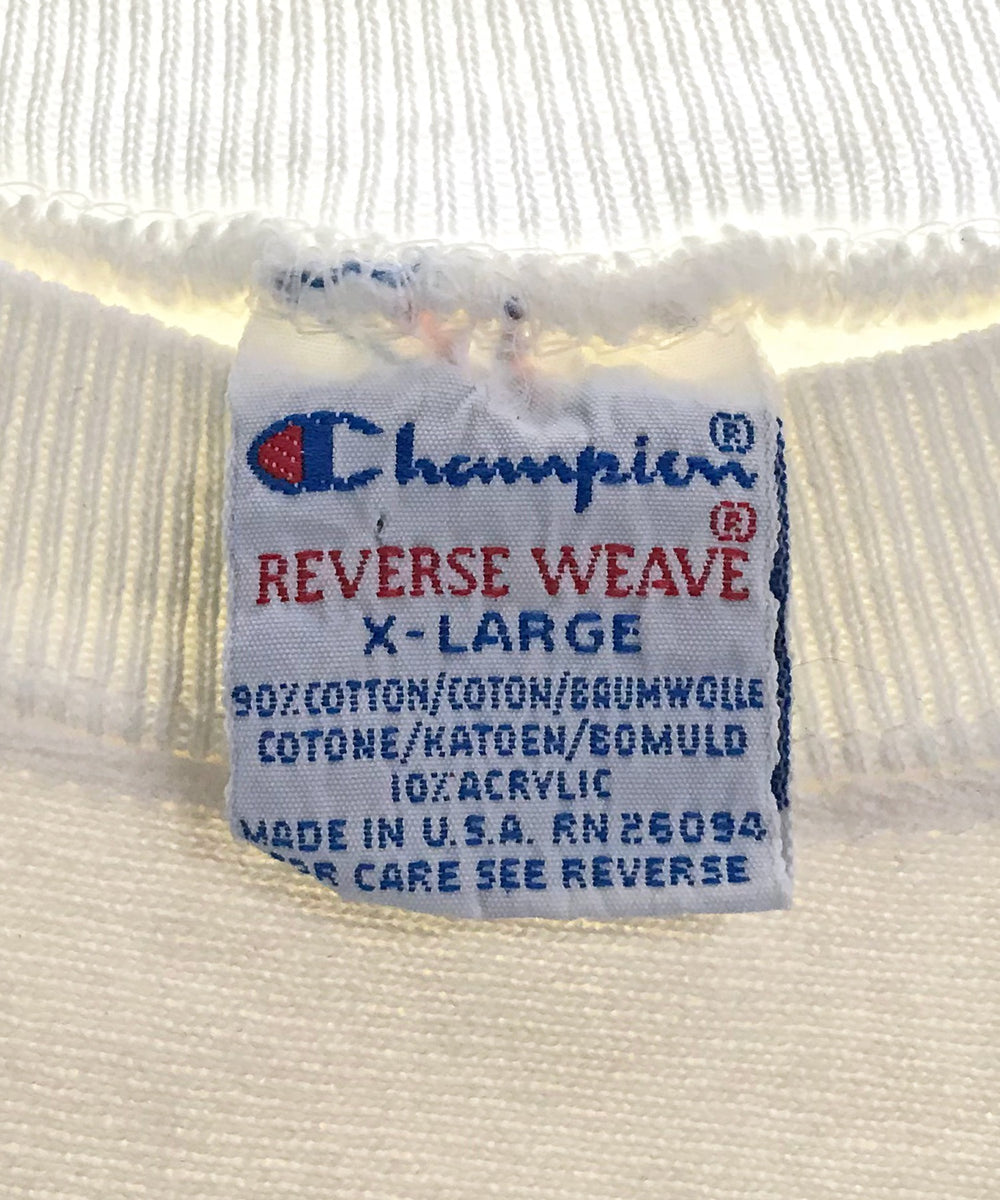 Champion®
®
REVERSE WEAVE
X-LARGE
90% COTTON/COTON/BAUMWOLLE
COTONE/KATOEN/BOMULD
10% ACRYLIC
MADE IN U.S.A. RN 26094
CARE SEE REVERSE